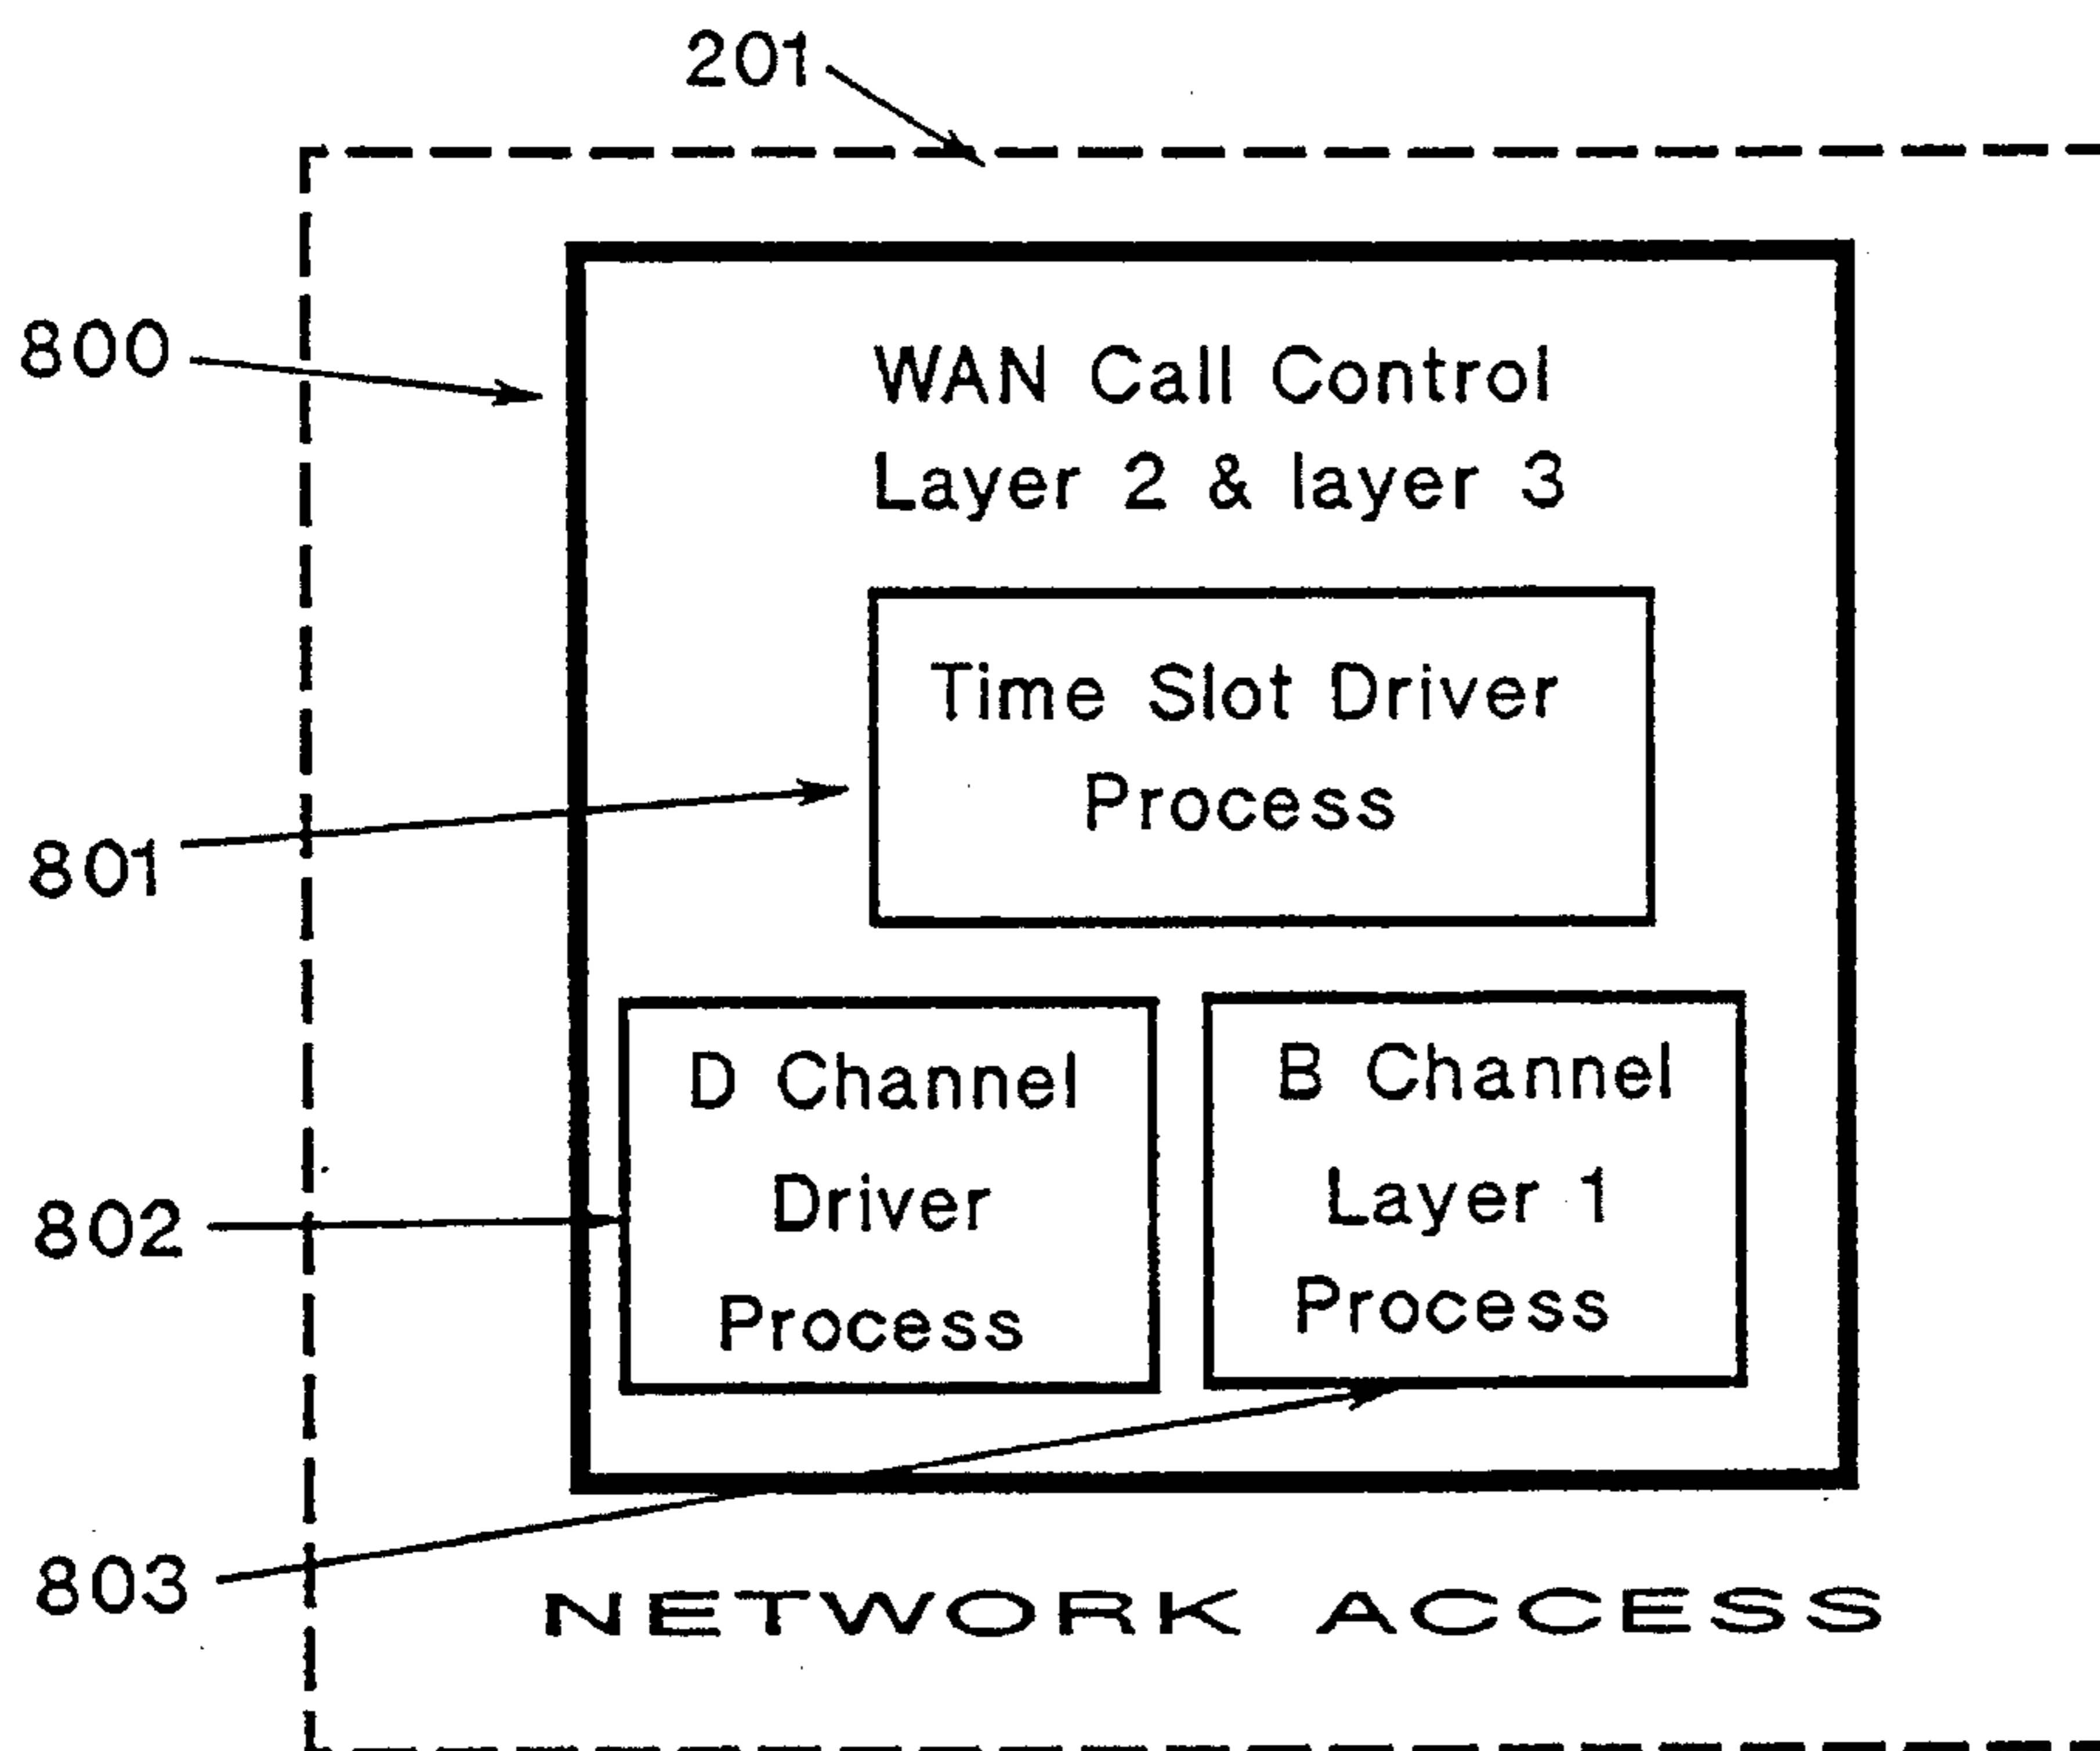 201
800
WAN Call Control
Layer 2 & layer 3
Time Slot Driver
Process
801
D Channel
Driver
Process
B Channel
Layer 1
Process
802
803
NETWORK ACCESS